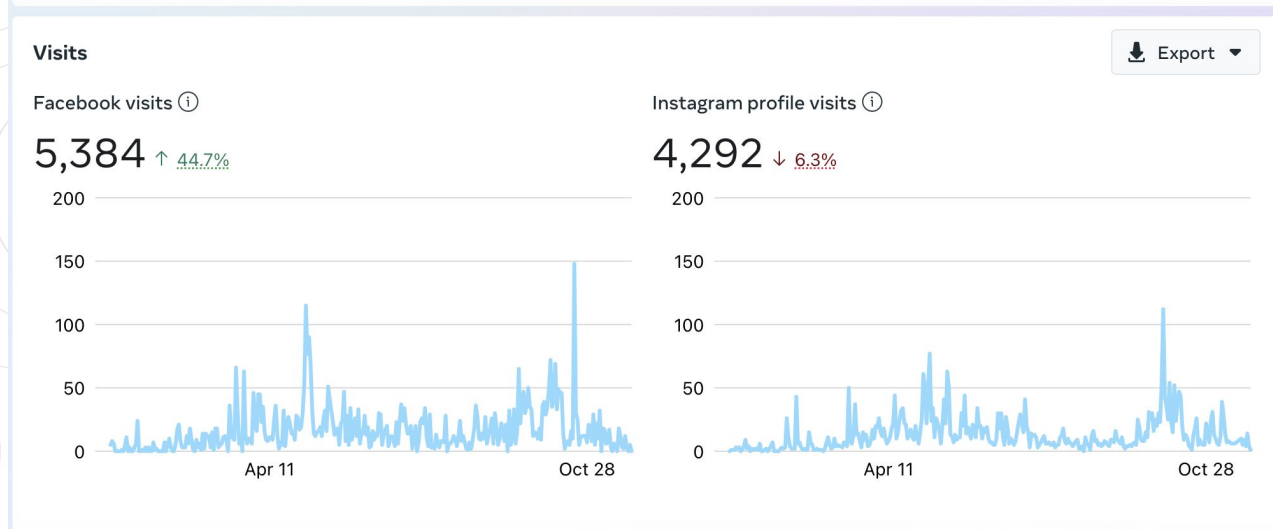 Visits
Export
Facebook visits
5,384 ↑ 44.7%
200
150
100
50
0
Apr 11
Oct 28
Instagram profile visits
4,292 ↓ 6.3%
200
150
100
50
0
Apr 11
Oct 28